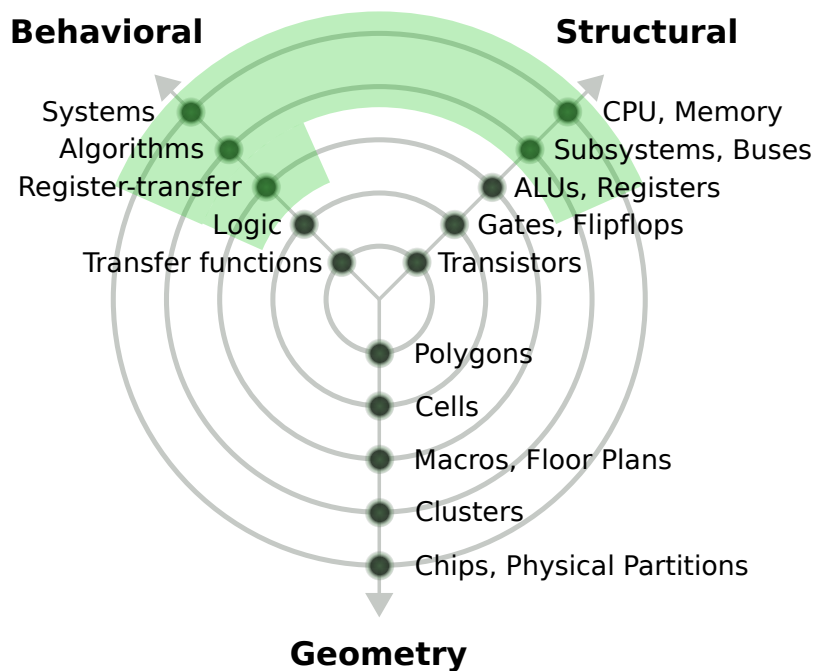 Behavioral
Structural
Systems
CPU, Memory
Algorithms
Subsystems, Buses
Register-transfer
ALUs, Registers
Logic
Gates, Flipflops
Transfer functions
Transistors
Polygons
Cells
Macros, Floor Plans
Clusters
Chips, Physical Partitions
Geometry